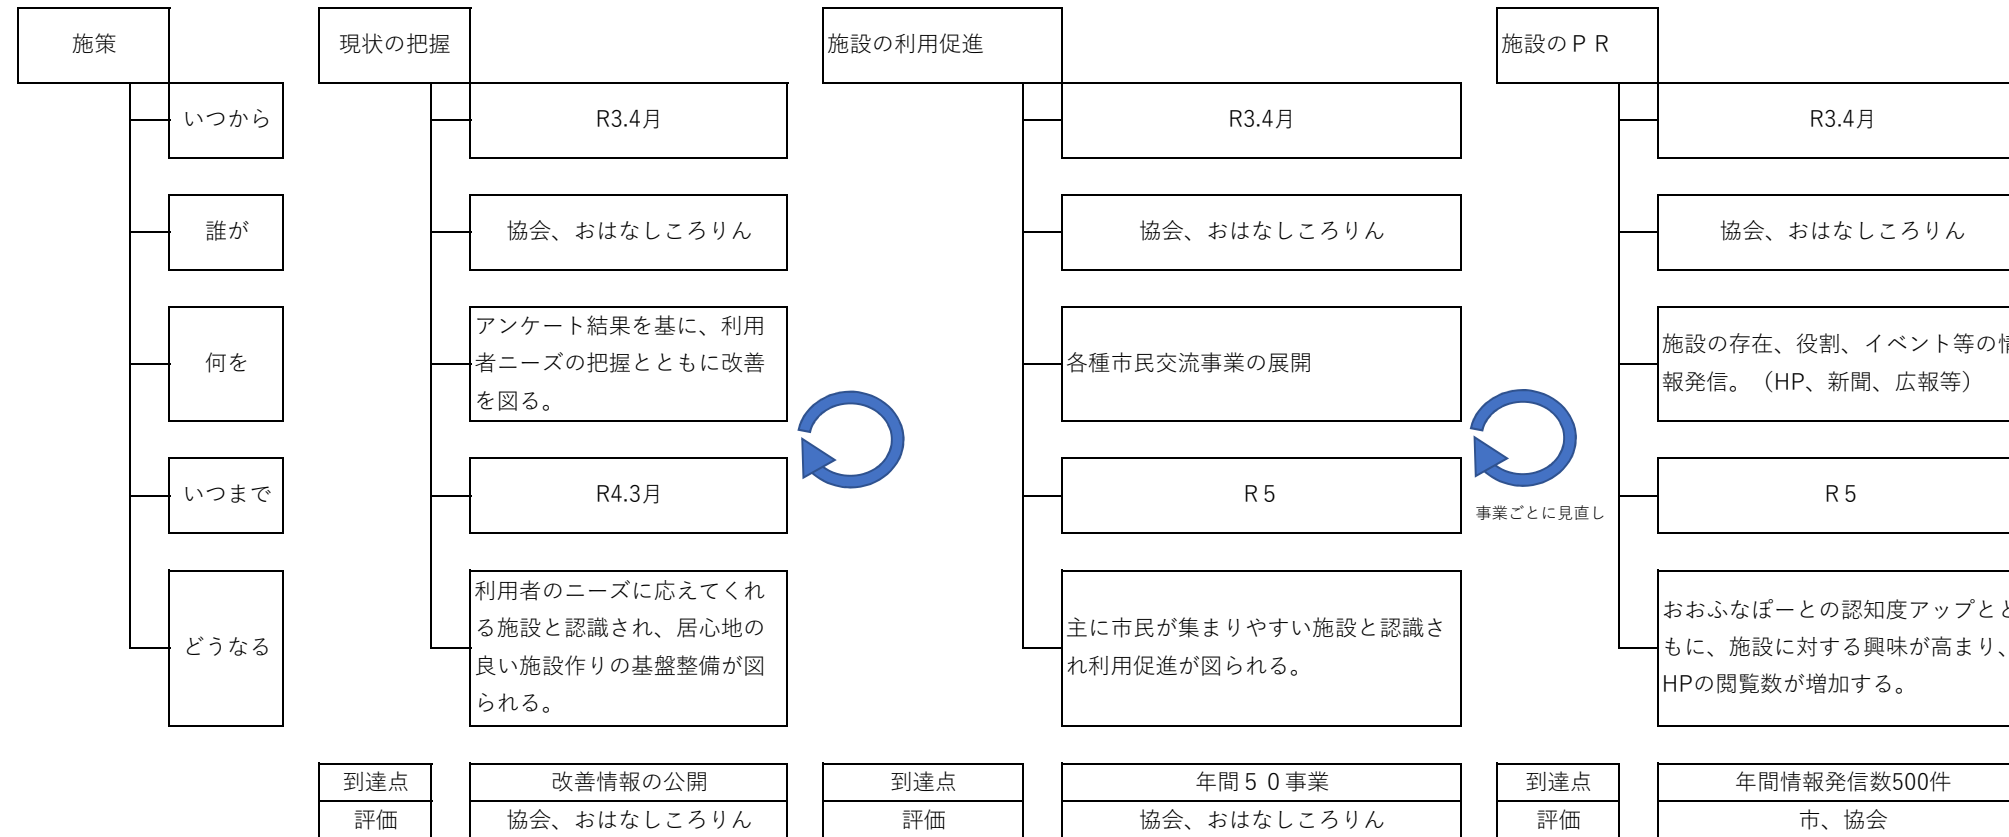 施策
現状の把握
施設の利用促進
施設のＰＲ
いつから
R3.4月
R3.4月
R3.4月
誰が
協会、おはなしころりん
協会、おはなしころりん
協会、おはなしころりん
何を
アンケート結果を基に、利用
者ニーズの把握とともに改善
を図る。
各種市民交流事業の展開
施設の存在、役割、イベント等の情
報発信。（HP、新聞、広報等）
いつまで
R4.3月
R５
事業ごとに見直し
R５
どうなる
利用者のニーズに応えてくれ
る施設と認識され、居心地の
良い施設作りの基盤整備が図
られる。
主に市民が集まりやすい施設と認識さ
れ利用促進が図られる。
おおふなぽーとの認知度アップとと
もに、施設に対する興味が高まり、
HPの閲覧数が増加する。
到達点
改善情報の公開
到達点
年間５０事業
到達点
年間情報発信数500件
評価
協会、おはなしころりん
評価
協会、おはなしころりん
評価
市、協会